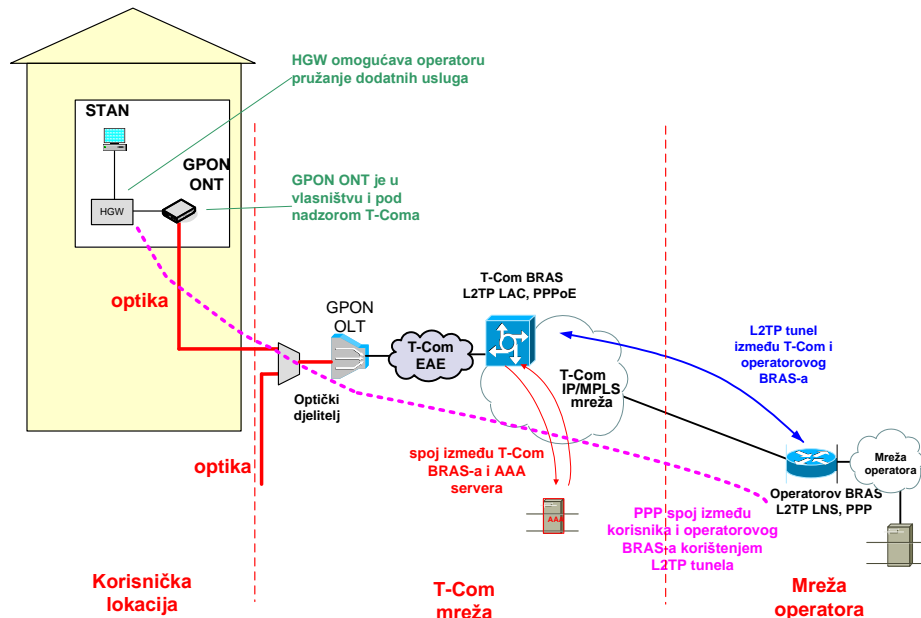 HGW omogućava operatoru
pružanje dodatnih usluga
STAN
GPON
ONT
HGW
GPON ONT je u
vlasništvu i pod
nadzorom T-Coma
optika
GPON
OLT
T-Com
EAE
T-Com BRAS
L2TP LAC, PPPoE
T-Com
IP/MPLS
mreža
L2TP tunel
između T-Com i
operatorovog
BRAS-a
Optički
djelitelj
optika
spoj između T-Com
BRAS-a i AAA
servera
AAA
Mreža
operatora
Operatorov BRAS
L2TP LNS, PPP
PPP spoj između
korisnika i operatorovog
BRAS-a korištenjem
L2TP tunela
Korisnička
lokacija
T-Com
mreža
Mreža
operatora